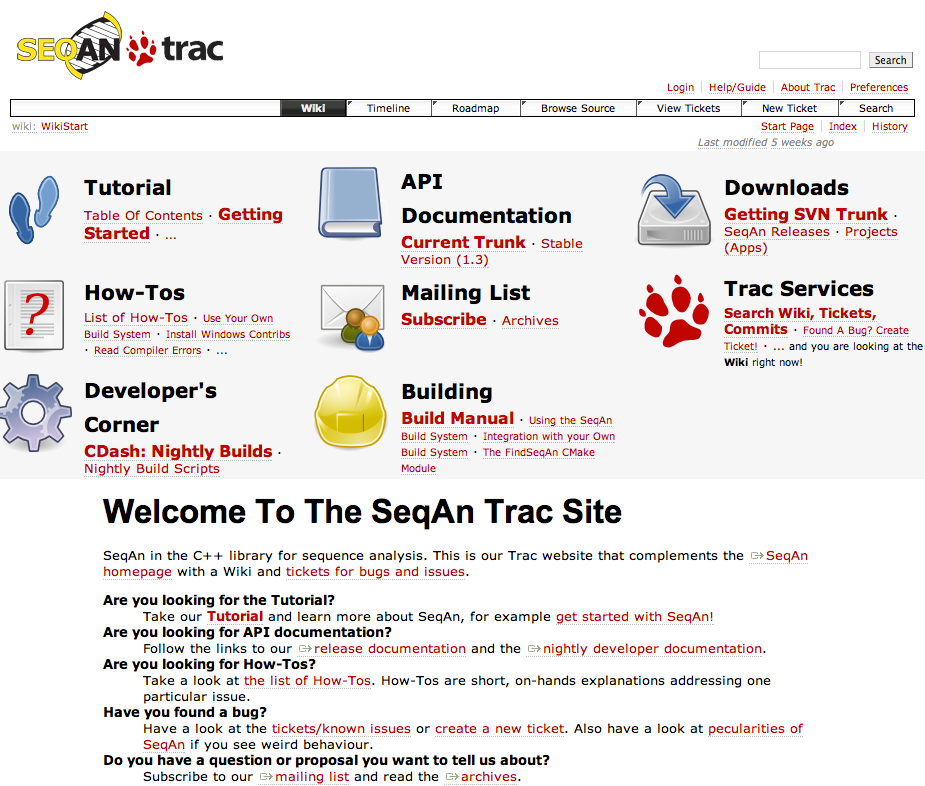 SEQAN trac
Search
Login Help/Guide About Trac Preferences
Wiki Timeline Roadmap Browse Source View Tickets New Ticket Search
wiki: WikiStart
Start Page Index History
Last modified 5 weeks ago
Tutorial
Table Of Contents · Getting
Started · ...
API
Documentation
Current Trunk · Stable
Version (1.3)
Downloads
Getting SVN Trunk ·
SeqAn Releases · Projects
(Apps)
How-Tos
List of How-Tos · Use Your Own
Build System · Install Windows Contribs
· Read Compiler Errors · ...
Mailing List
Subscribe · Archives
Trac Services
Search Wiki, Tickets,
Commits · Found A Bug? Create
Ticket! · ... and you are looking at the
Wiki right now!
Developer's
Corner
CDash: Nightly Builds ·
Nightly Build Scripts
Building
Build Manual · Using the SeqAn
Build System · Integration with your Own
Build System · The FindSeqAn CMake
Module
Welcome To The SeqAn Trac Site
SeqAn in the C++ library for sequence analysis. This is our Trac website that complements the SeqAn
homepage with a Wiki and tickets for bugs and issues.
Are you looking for the Tutorial?
Take our Tutorial and learn more about SeqAn, for example get started with SeqAn!
Are you looking for API documentation?
Follow the links to our release documentation and the nightly developer documentation.
Are you looking for How-Tos?
Take a look at the list of How-Tos. How-Tos are short, on-hands explanations addressing one
particular issue.
Have you found a bug?
Have a look at the tickets/known issues or create a new ticket. Also have a look at pecularities of
SeqAn if you see weird behaviour.
Do you have a question or proposal you want to tell us about?
Subscribe to our mailing list and read the archives.